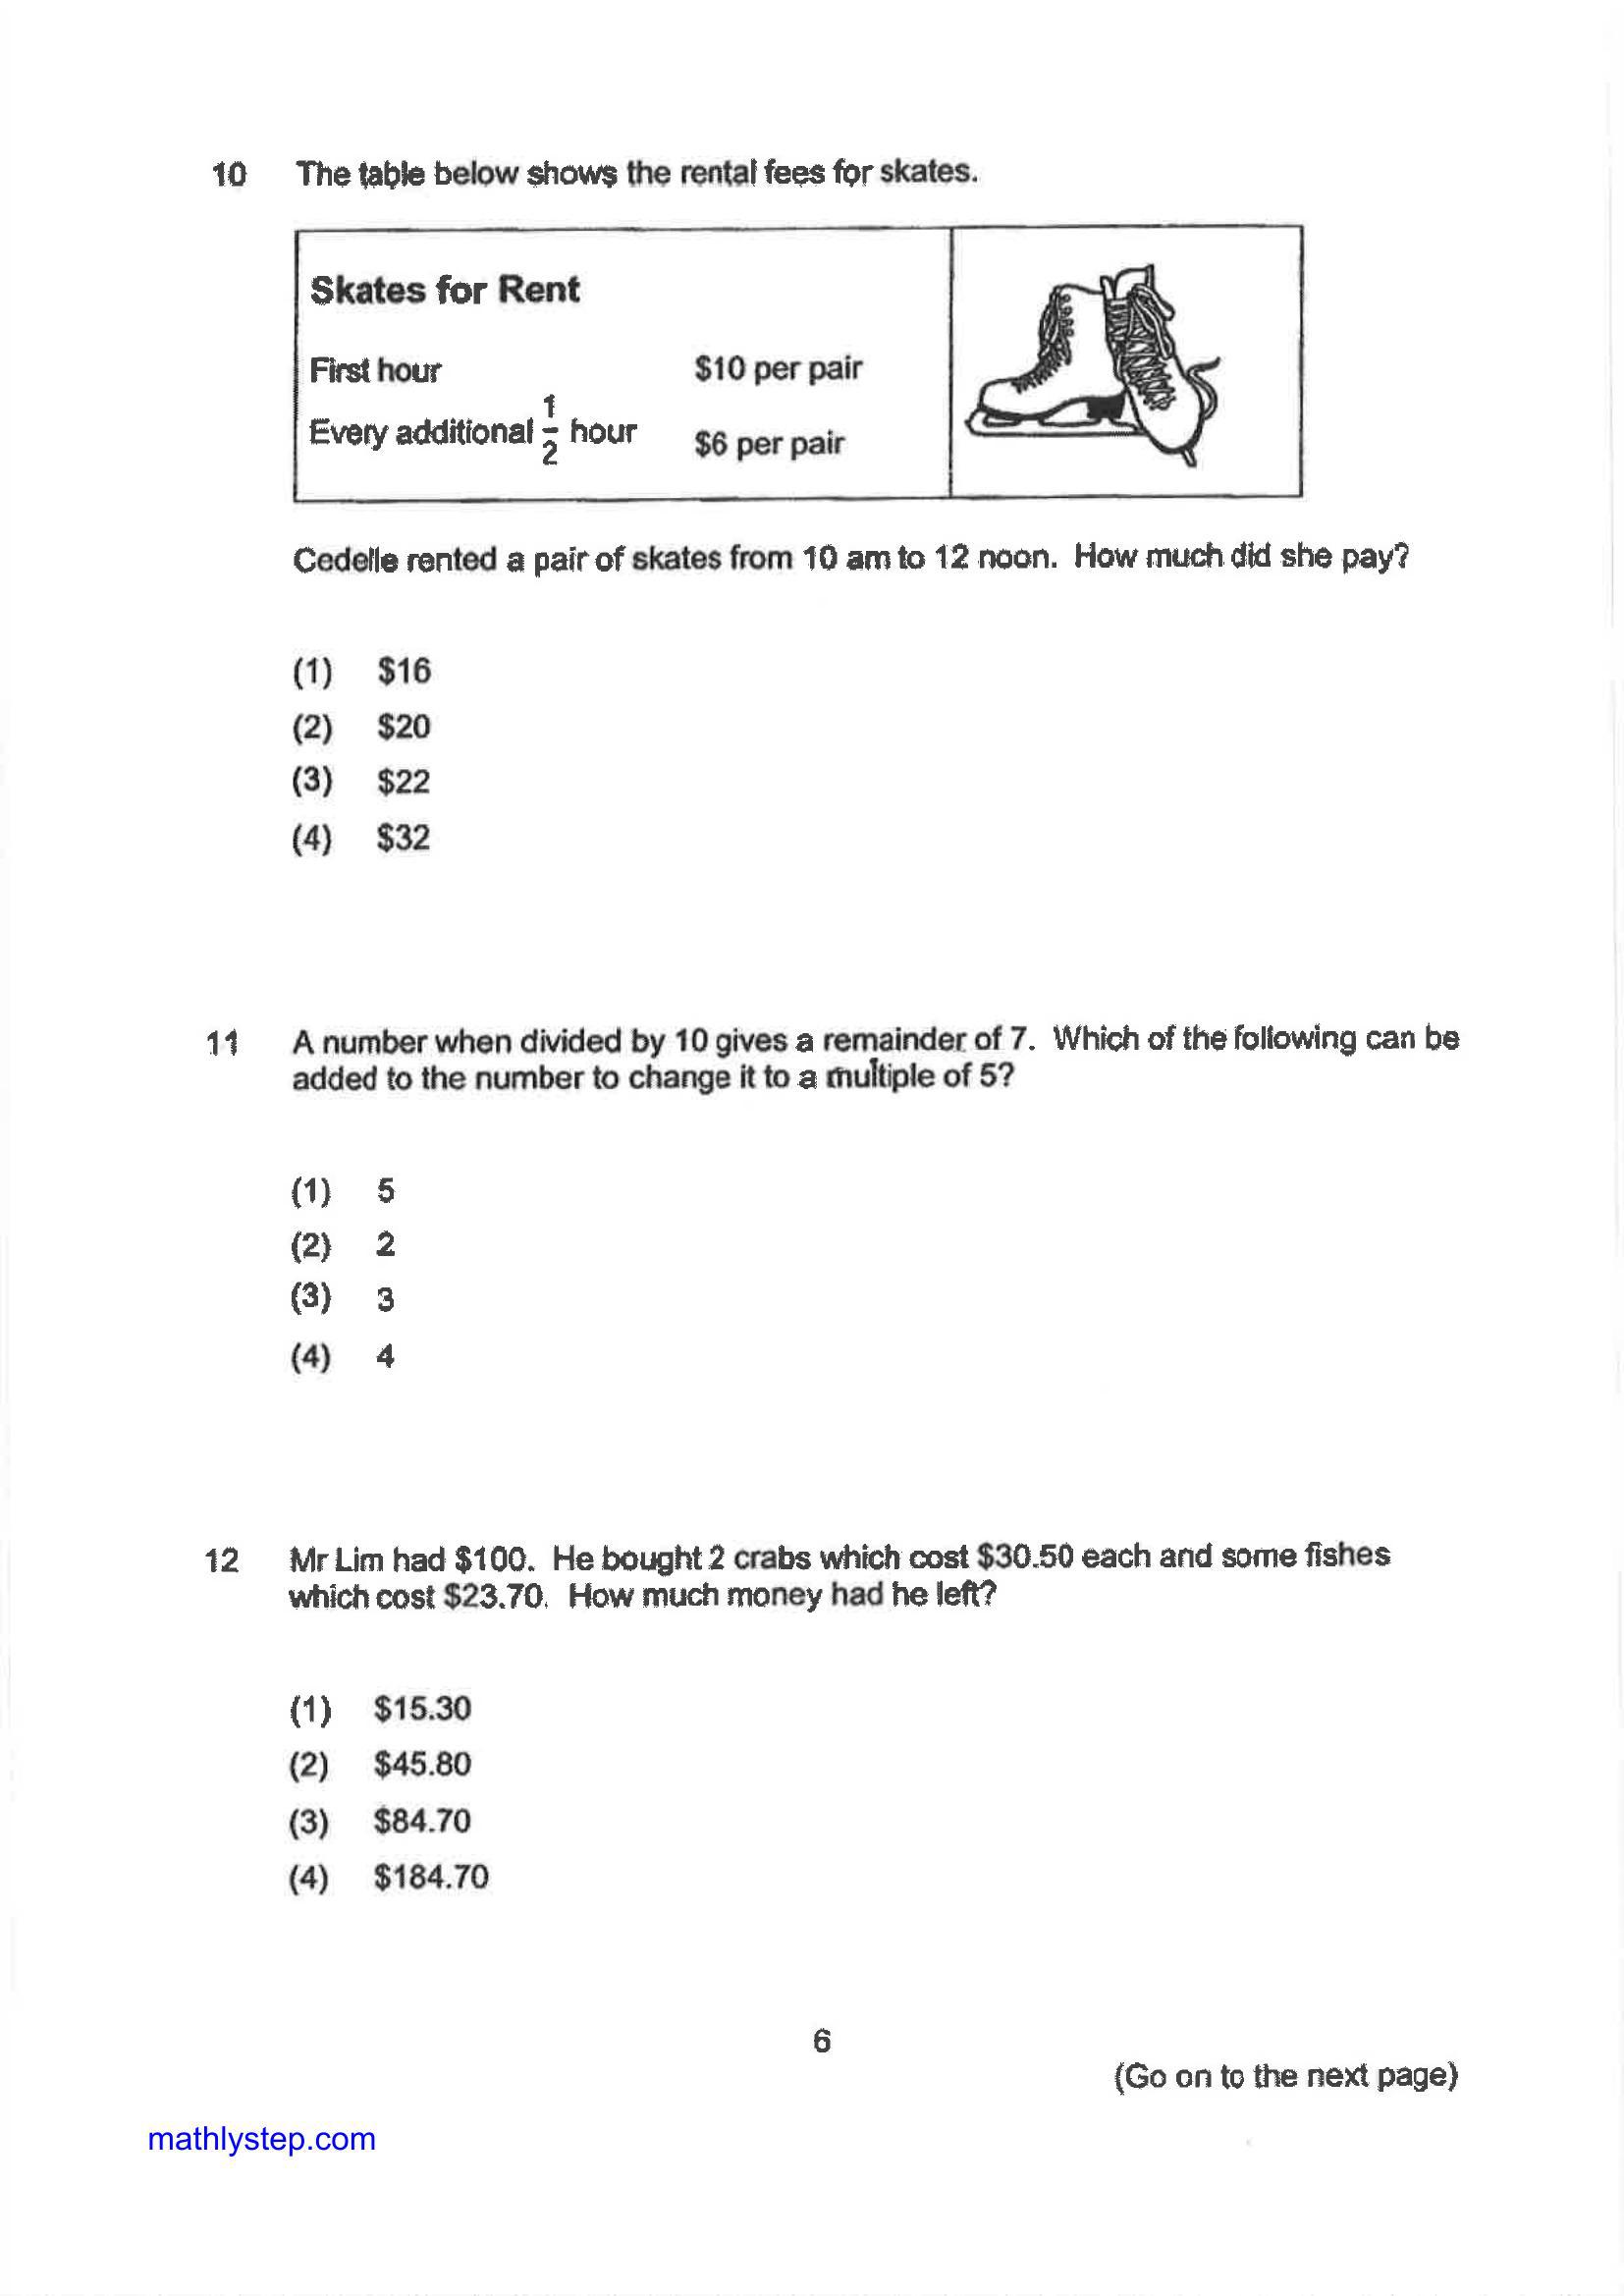 10 The table below shows the rental fees for skates.
Skates for Rent
First hour $10 per pair
Every additional 1/2 hour $6 per pair
Cedelle rented a pair of skates from 10 am to 12 noon. How much did she pay?
(1) $16
(2) $20
(3) $22
(4) $32
11 A number when divided by 10 gives a remainder of 7. Which of the following can be
added to the number to change it to a multiple of 5?
(1) 5
(2) 2
(3) 3
(4) 4
12 Mr Lim had $100. He bought 2 crabs which cost $30.50 each and some fishes
which cost $23.70. How much money had he left?
(1) $15.30
(2) $45.80
(3) $84.70
(4) $184.70
6
(Go on to the next page)
mathlystep.com